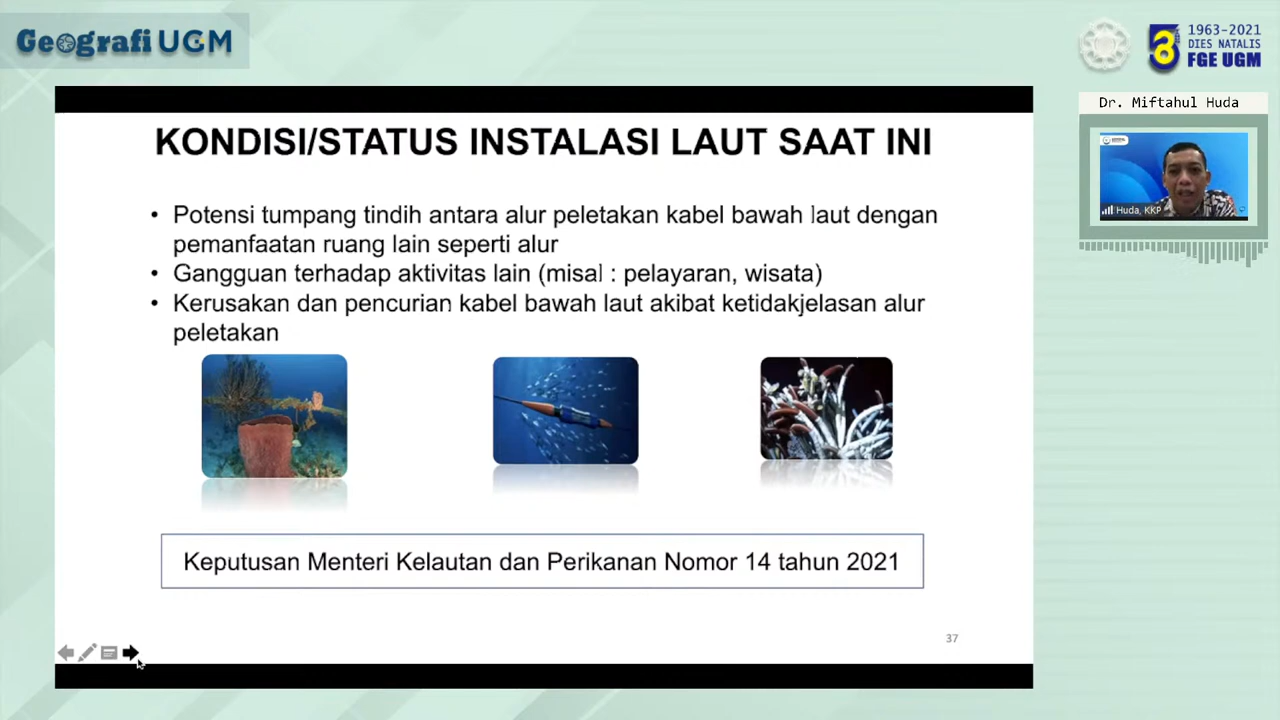 Geografi UGM
1963-2021
DIES NATALIS
FGE UGM
Dr. Miftahul Huda
Huda, KKP
KONDISI/STATUS INSTALASI LAUT SAAT INI
• Potensi tumpang tindih antara alur peletakan kabel bawah laut dengan
pemanfaatan ruang lain seperti alur
• Gangguan terhadap aktivitas lain (misal : pelayaran, wisata)
• Kerusakan dan pencurian kabel bawah laut akibat ketidakjelasan alur
peletakan
Keputusan Menteri Kelautan dan Perikanan Nomor 14 tahun 2021
37